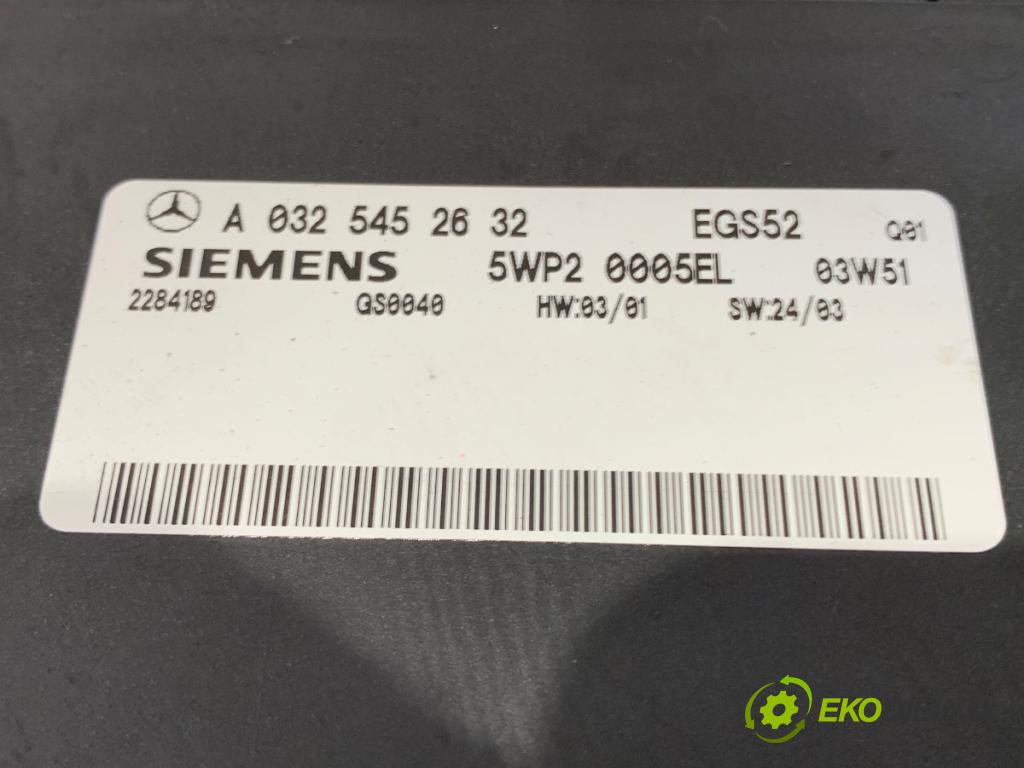 A 032 545 26 32 EGS52 Q01
SIEMENS 5WP2 0005EL 03W51
2284189 GS0040 HW:03/01 SW:24/03
EKO